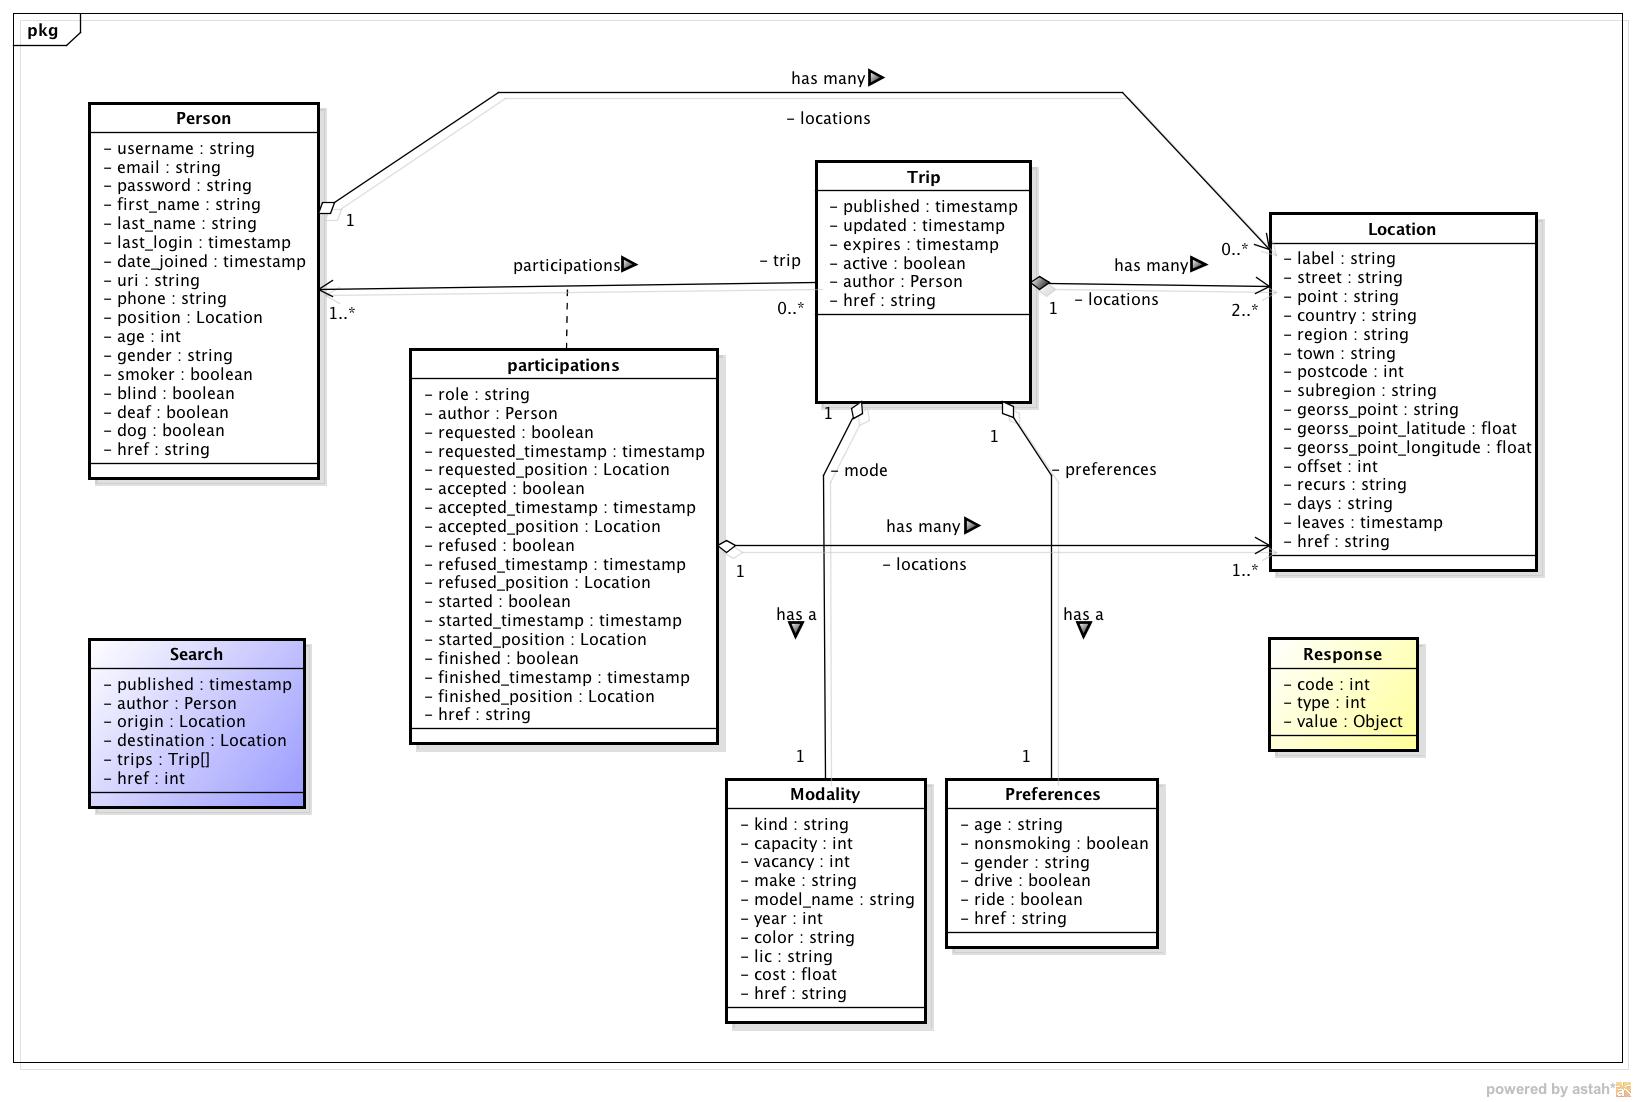 pkg
has many
– locations
Person
– username : string
– email : string
– password : string
– first_name : string
– last_name : string
– last_login : timestamp
– date_joined : timestamp
– uri : string
– phone : string
– position : Location
– age : int
– gender : string
– smoker : boolean
– blind : boolean
– deaf : boolean
– dog : boolean
– href : string
1
participations
– trip
1..*
0..*
Trip
– published : timestamp
– updated : timestamp
– expires : timestamp
– active : boolean
– author : Person
– href : string
has many
– locations
1
0..*
2..*
Location
– label : string
– street : string
– point : string
– country : string
– region : string
– town : string
– postcode : int
– subregion : string
– georss_point : string
– georss_point_latitude : float
– georss_point_longitude : float
– offset : int
– recurs : string
– days : string
– leaves : timestamp
– href : string
participations
– role : string
– author : Person
– requested : boolean
– requested_timestamp : timestamp
– requested_position : Location
– accepted : boolean
– accepted_timestamp : timestamp
– accepted_position : Location
– refused : boolean
– refused_timestamp : timestamp
– refused_position : Location
– started : boolean
– started_timestamp : timestamp
– started_position : Location
– finished : boolean
– finished_timestamp : timestamp
– finished_position : Location
– href : string
1
1
– mode
– preferences
has many
– locations
1
1..*
has a
has a
1
1
Search
– published : timestamp
– author : Person
– origin : Location
– destination : Location
– trips : Trip[]
– href : int
Response
– code : int
– type : int
– value : Object
Modality
– kind : string
– capacity : int
– vacancy : int
– make : string
– model_name : string
– year : int
– color : string
– lic : string
– cost : float
– href : string
Preferences
– age : string
– nonsmoking : boolean
– gender : string
– drive : boolean
– ride : boolean
– href : string
powered by astah*